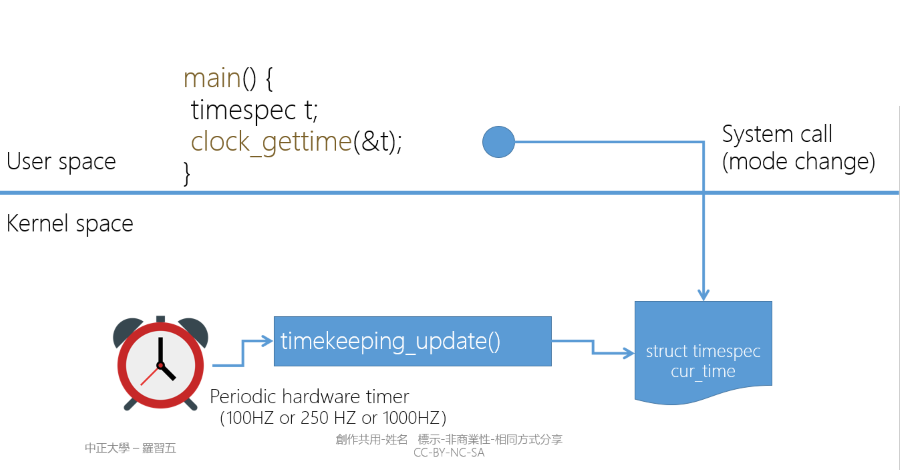 main() {
timespec t;
clock_gettime(&t);
}
System call
(mode change)
User space
Kernel space
timekeeping_update()
struct timespec
cur_time
Periodic hardware timer
(100HZ or 250 HZ or 1000HZ)
中正大學 – 羅習五
創作共用-姓名 標示-非商業性-相同方式分享
CC-BY-NC-SA